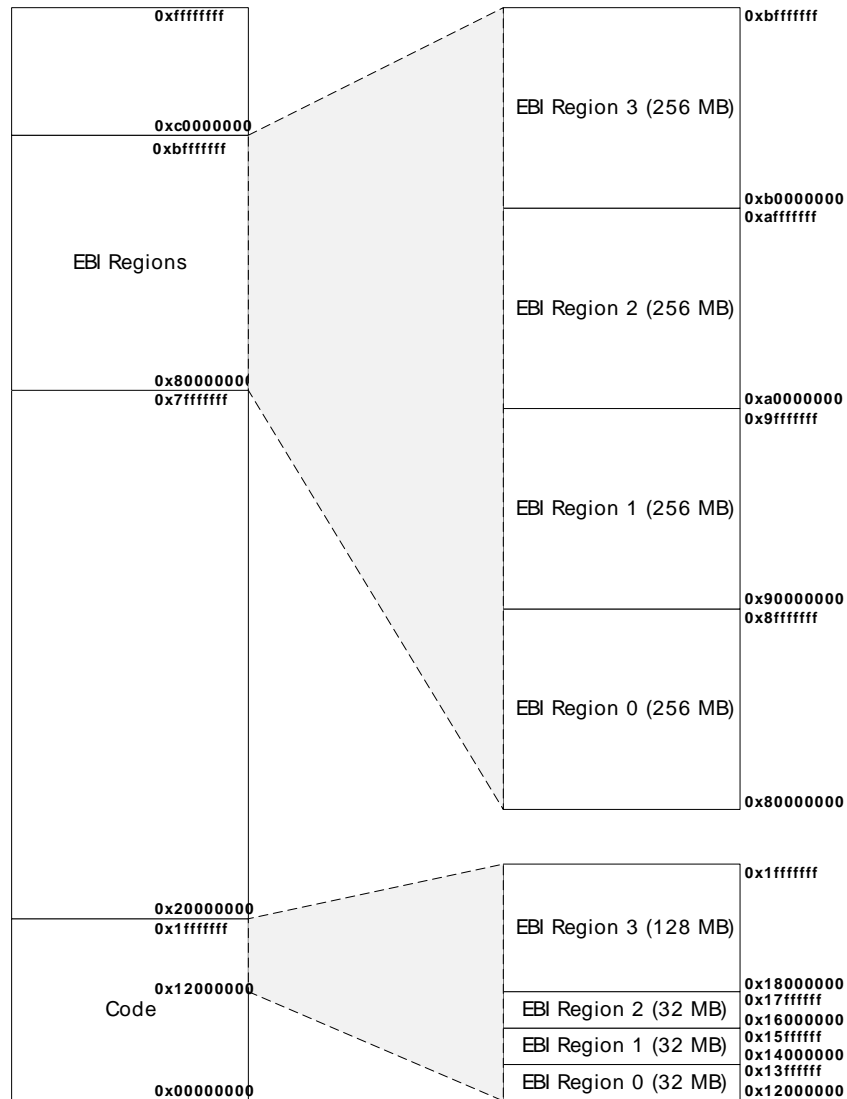 0xffffffff
0xc0000000
0xbfffffff
EBI Regions
0x80000000
0x7fffffff
0x20000000
0x1fffffff
0x12000000
Code
0x00000000
0xbfffffff
EBI Region 3 (256 MB)
0xb0000000
0xafffffff
EBI Region 2 (256 MB)
0xa0000000
0x9fffffff
EBI Region 1 (256 MB)
0x90000000
0x8fffffff
EBI Region 0 (256 MB)
0x80000000
0x1fffffff
EBI Region 3 (128 MB)
0x18000000
0x17ffffff
EBI Region 2 (32 MB)
0x16000000
0x15ffffff
EBI Region 1 (32 MB)
0x14000000
0x13ffffff
EBI Region 0 (32 MB)
0x12000000